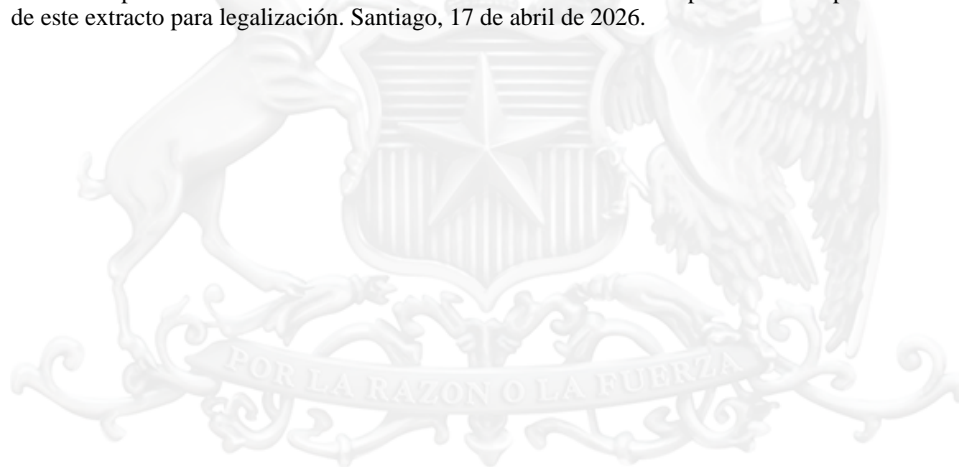 de este extracto para legalización. Santiago, 17 de abril de 2026.
POR LA RAZON O LA FUERZA